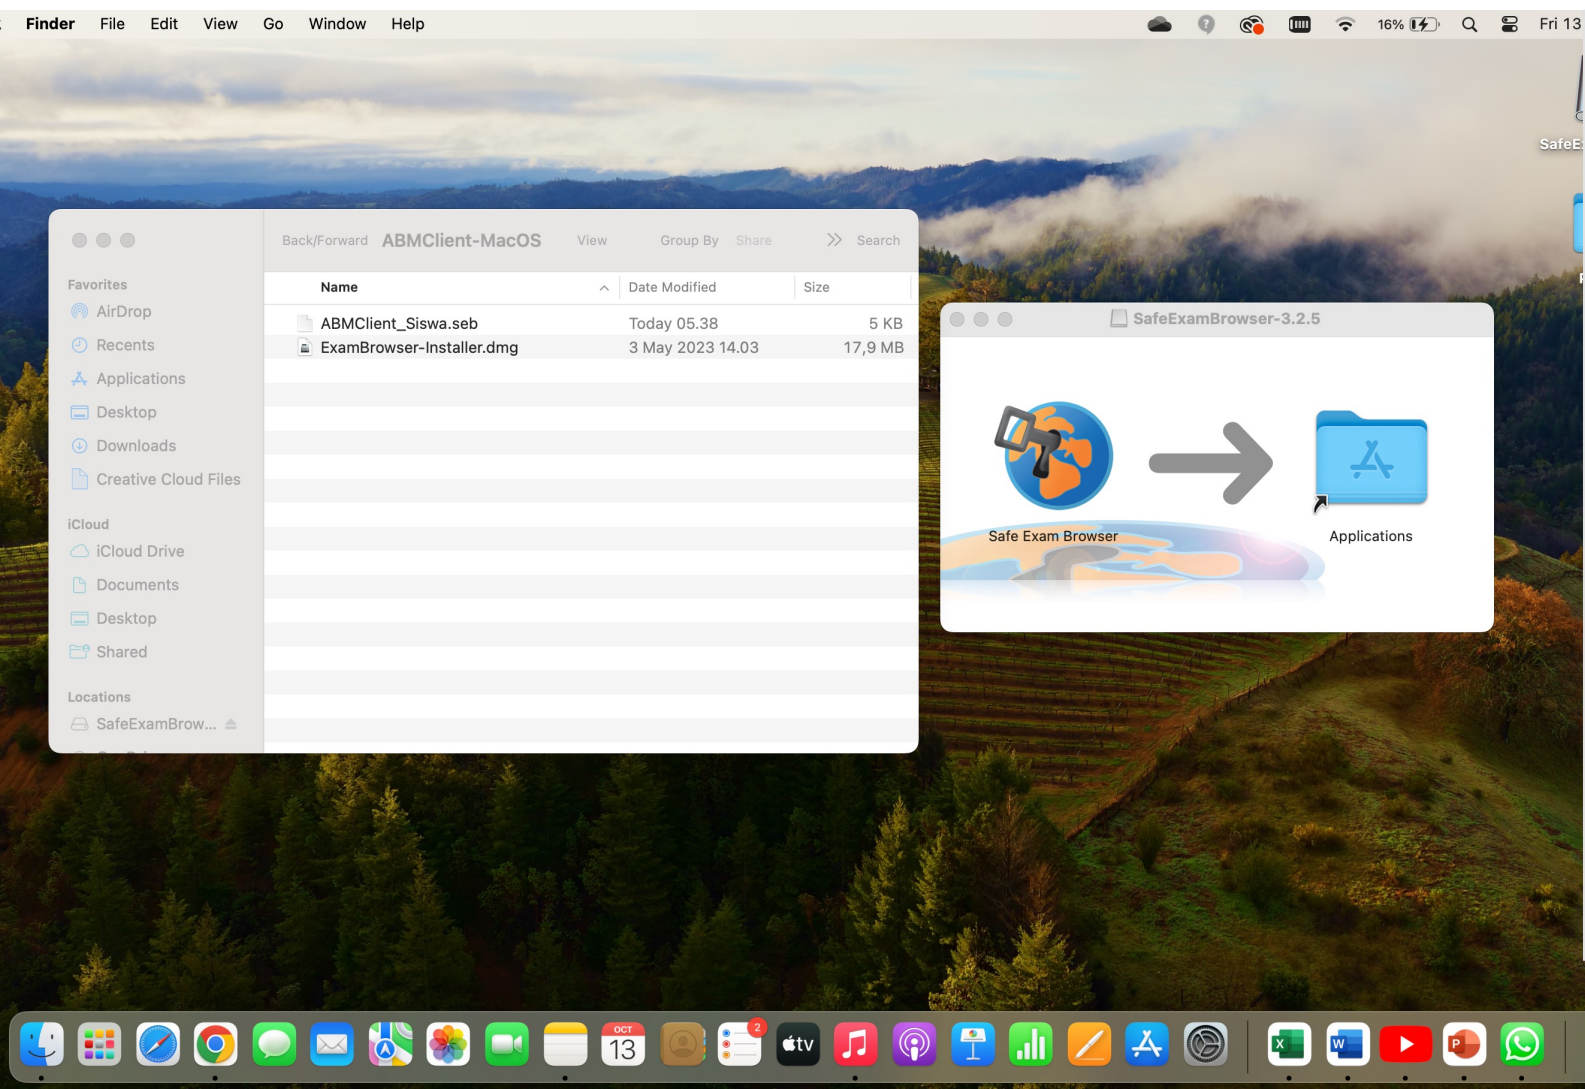 Finder File Edit View Go Window Help 16% Fri 13
SafeE
Back/Forward ABMClient-MacOS View Group By Share Search
Favorites
AirDrop
Recents
Applications
Desktop
Downloads
Creative Cloud Files
iCloud
iCloud Drive
Documents
Desktop
Shared
Locations
SafeExamBrow...
Name Date Modified Size
ABMClient_Siswa.seb Today 05.38 5 KB
ExamBrowser-Installer.dmg 3 May 2023 14.03 17,9 MB
SafeExamBrowser-3.2.5
Safe Exam Browser Applications
OCT
13
2
tv
X
W
P